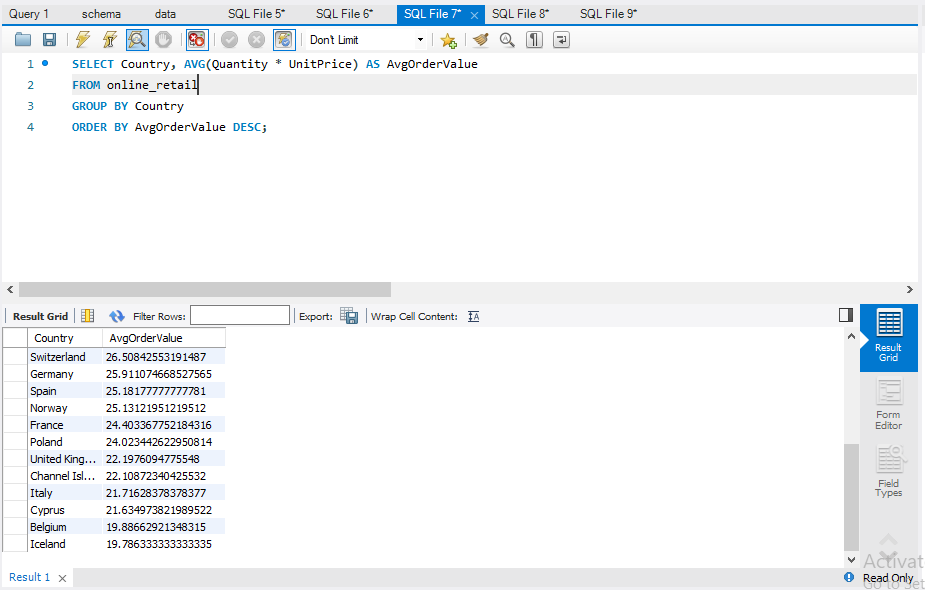 Query 1 schema data SQL File 5* SQL File 6* SQL File 7* SQL File 8* SQL File 9*
Don't Limit
1 SELECT Country, AVG(Quantity * UnitPrice) AS AvgOrderValue
2 FROM online_retail
3 GROUP BY Country
4 ORDER BY AvgOrderValue DESC;
Result Grid Filter Rows: Export: Wrap Cell Content: IA
Country AvgOrderValue
Switzerland 26.50842553191487
Germany 25.911074668527565
Spain 25.18177777777781
Norway 25.13121951219512
France 24.403367752184316
Poland 24.023442622950814
United King... 22.1976094775548
Channel Isl... 22.10872340425532
Italy 21.71628378378377
Cyprus 21.634973821989522
Belgium 19.88662921348315
Iceland 19.786333333333335
Result
Grid
Form
Editor
Field
Types
Activat
Result 1 Read Only
Go to Set